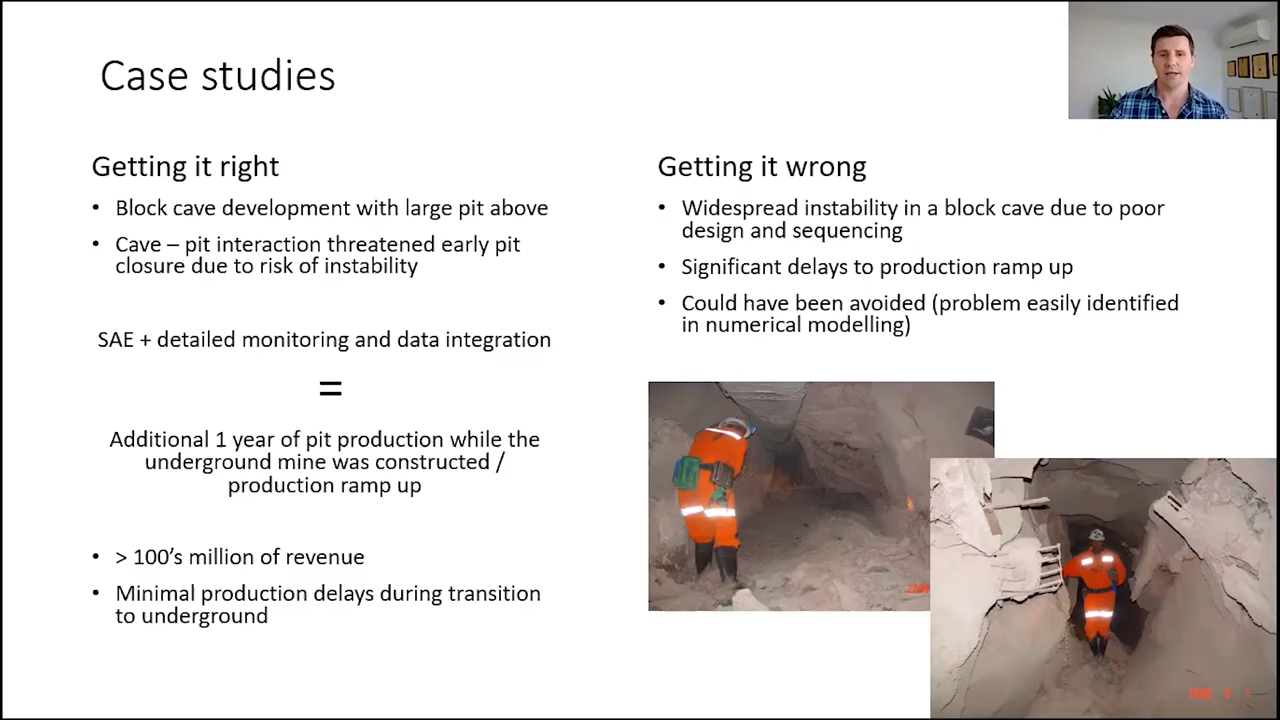 Case studies
Getting it right
• Block cave development with large pit above
• Cave – pit interaction threatened early pit
closure due to risk of instability
SAE + detailed monitoring and data integration
=
Additional 1 year of pit production while the
underground mine was constructed /
production ramp up
• > 100’s million of revenue
• Minimal production delays during transition
to underground
Getting it wrong
• Widespread instability in a block cave due to poor
design and sequencing
• Significant delays to production ramp up
• Could have been avoided (problem easily identified
in numerical modelling)